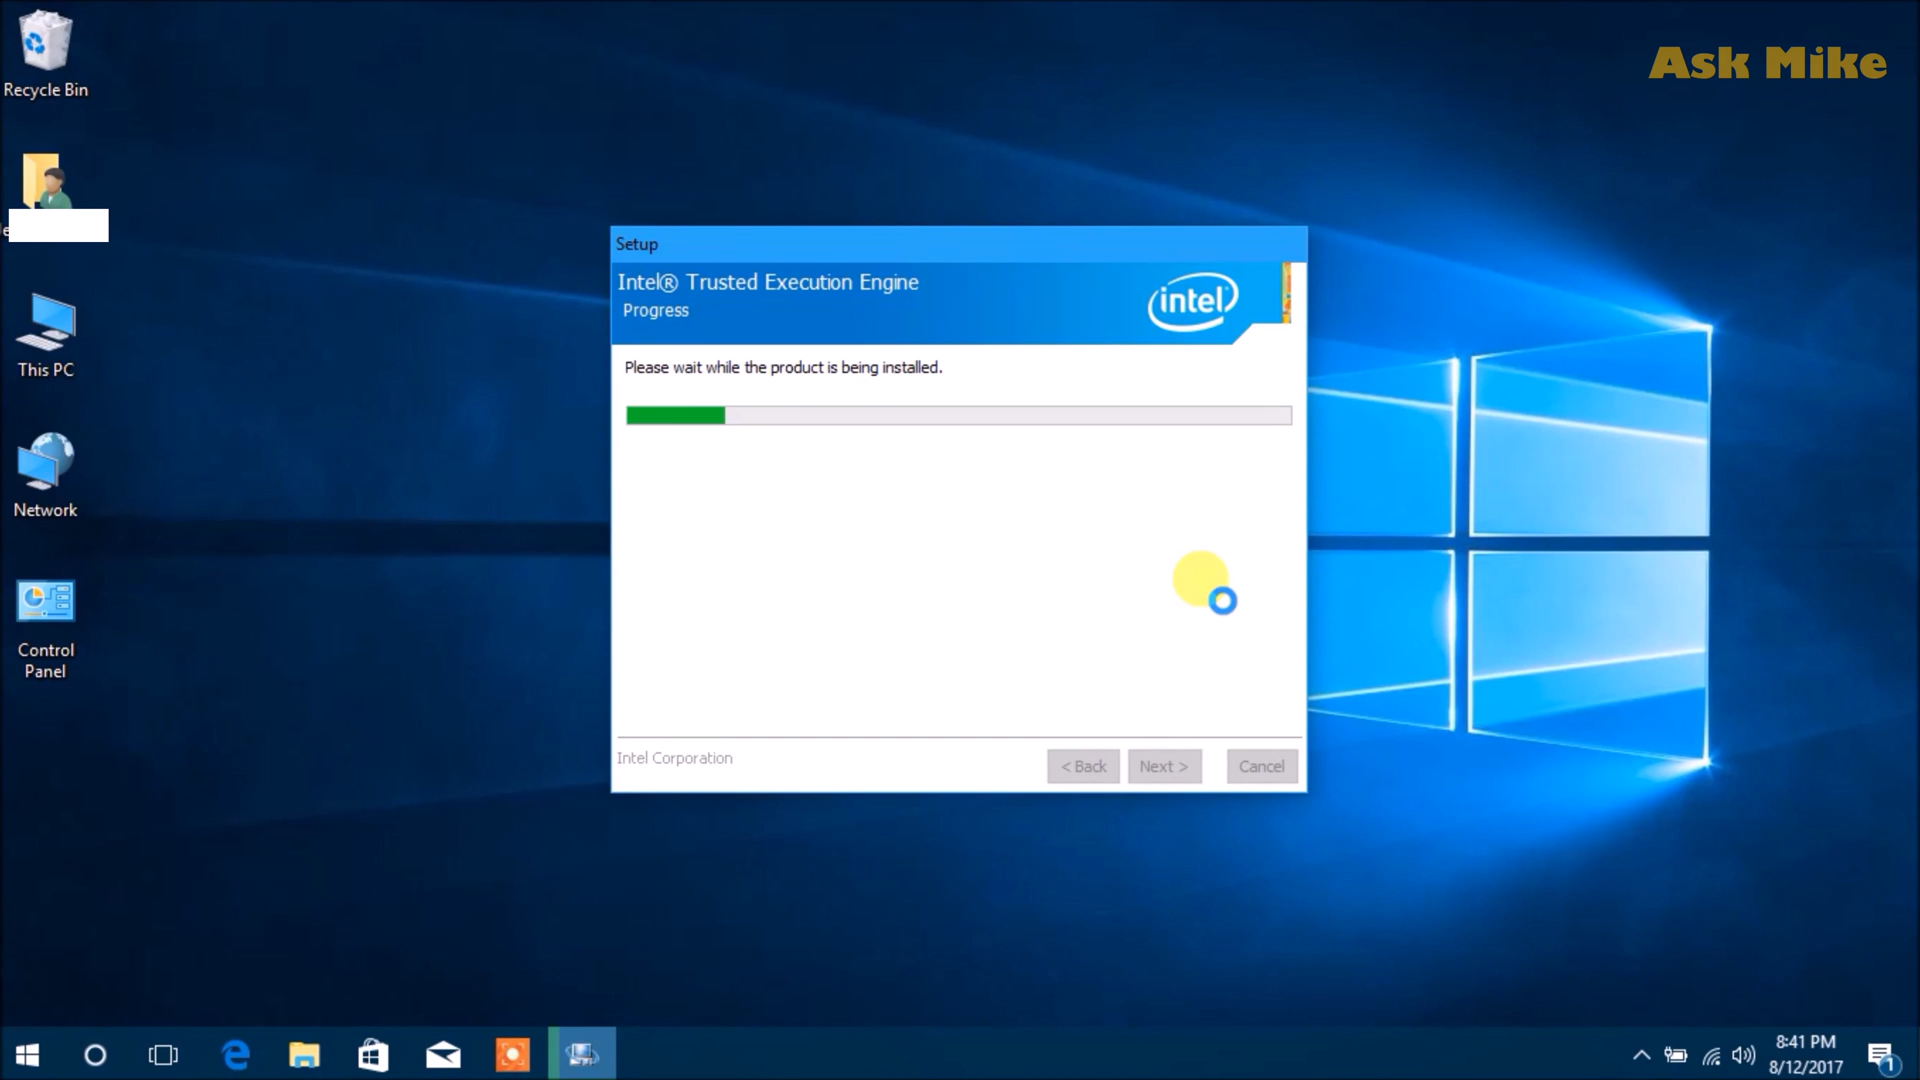 Recycle Bin
Ask Mike
This PC
Network
Control
Panel
Setup
Intel® Trusted Execution Engine
Progress
intel
Please wait while the product is being installed.
Intel Corporation
< Back
Next >
Cancel
8:41 PM
8/12/2017
1